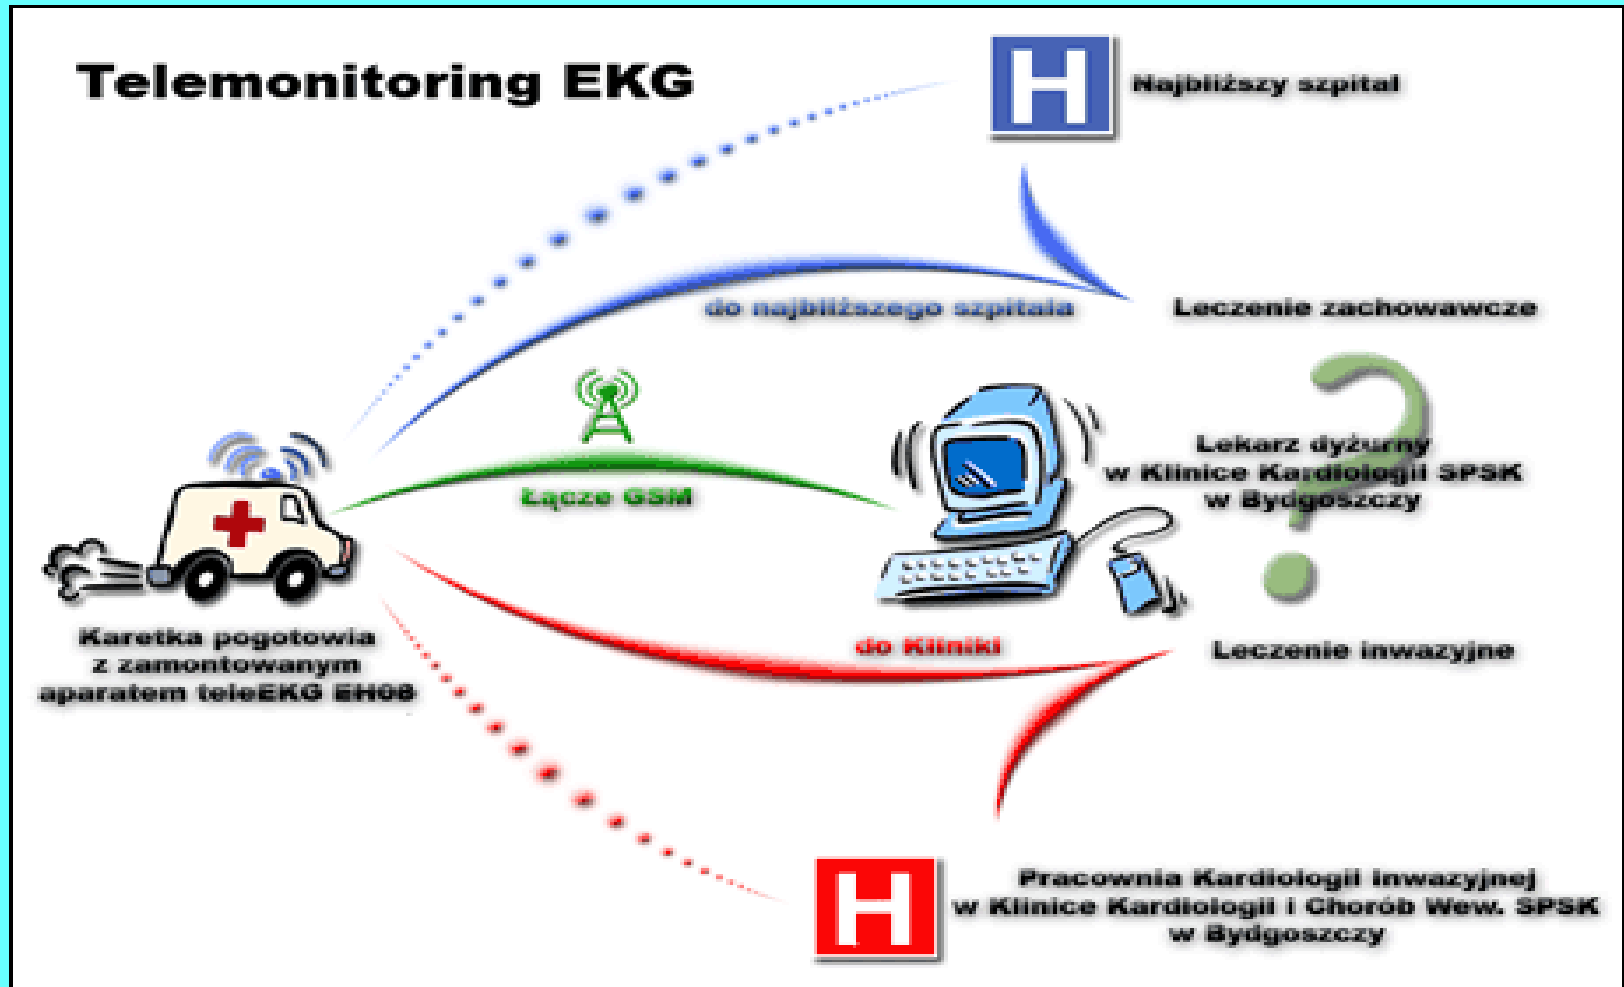 Telemonitoring EKG
H
Najbliższy szpital
do najbliższego szpitala
Leczenie zachowawcze
Łącze GSM
Lekarz dyżurny
w Klinice Kardiologii SPSK
w Bydgoszczy
?
Karetka pogotowia
z zamontowanym
aparatem teleEKG EH08
do Kliniki
Leczenie inwazyjne
H
Pracownia Kardiologii Inwazyjnej
w Klinice Kardiologii i Chorób Wew. SPSK
w Bydgoszczy